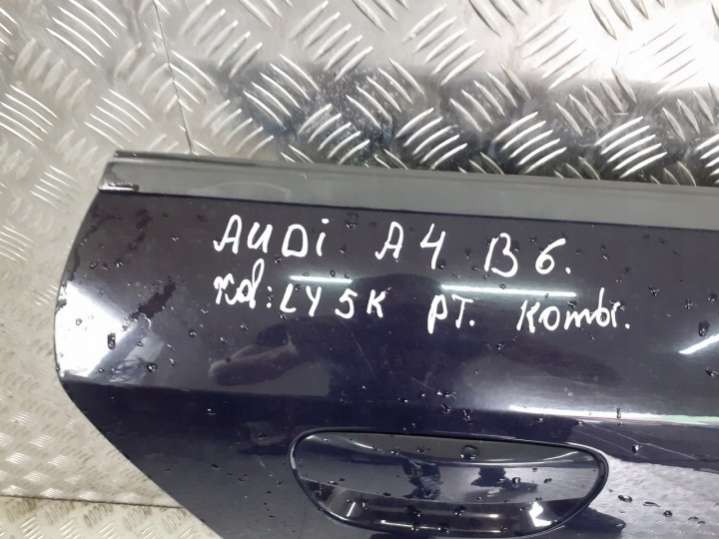 AUDi A4 B6.
kol: LY5K PT. Kombi.